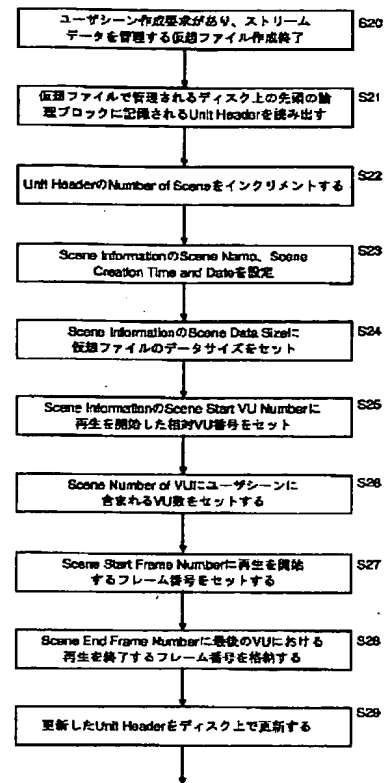 ユーザシーン作成要求があり、ストリーム
データを管理する仮想ファイル作成終了
S20
仮想ファイルで管理されるディスク上の先頭の論
理ブロックに記録されるUnit Headerを読み出す
S21
Unit HeaderのNumber of Sceneをインクリメントする
S22
Scene InformationのScene Name、Scene
Creation Time and Dateを設定
S23
Scene InformationのScene Data Sizeに
仮想ファイルのデータサイズをセット
S24
Scene InformationのScene Start VU Numberに
再生を開始した相対VU番号をセット
S25
Scene Number of VUにユーザシーンに
含まれるVU数をセットする
S26
Scene Start Frame Numberに再生を開始
するフレーム番号をセットする
S27
Scene End Frame Numberに最後のVUにおける
再生を終了するフレーム番号を格納する
S28
更新したUnit Headerをディスク上で更新する
S29